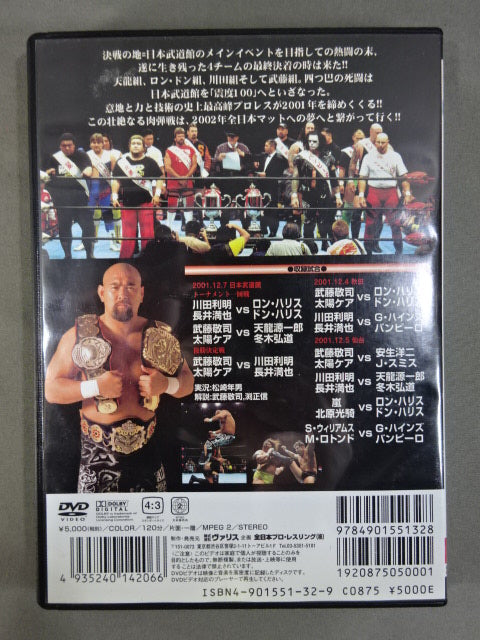 決戦の地=日本武道館のメインイベントを目指しての熱闘の末、
遂に生き残った4チームの最終決着の時は来た!!
天龍組、ロン・ドン組、川田組そして武藤組。四つ巴の死闘は
日本武道館を「震度100」へといざなった。
意地と力と技術の史上最高峰プロレスが2001年を締めくくる!!
この壮絶なる肉弾戦は、2002年全日本マットへの夢へと繋がって行く!!
●収録試合●
2001.12.7 日本武道館
トーナメント一回戦
川田利明
長井満也
vs
ロン・ハリス
ドン・ハリス
武藤敬司
太陽ケア
vs
天龍源一郎
冬木弘道
優勝決定戦
武藤敬司
太陽ケア
vs
川田利明
長井満也
実況:松崎年男
解説:武藤敬司、渕正信
2001.12.4 秋田
武藤敬司
太陽ケア
vs
ロン・ハリス
ドン・ハリス
川田利明
長井満也
vs
G・ハインズ
バンピーロ
2001.12.5 仙台
武藤敬司
太陽ケア
vs
安生洋二
J・スミス
川田利明
長井満也
vs
天龍源一郎
冬木弘道
嵐
北原光騎
vs
ロン・ハリス
ドン・ハリス
S・ウィリアムス
M・ロトンド
vs
G・ハインズ
バンピーロ
DVD
VIDEO
DOLBY
DIGITAL
4:3
2
¥5,000(税別)/COLOR/120分/片面・一層/MPEG 2/STEREO
制作・発売元 ヴァリス 企画 全日本プロ・レスリング(株)
4935240142066
9784901551328
1920875050001
ISBN4-901551-32-9 C0875 ¥5000E